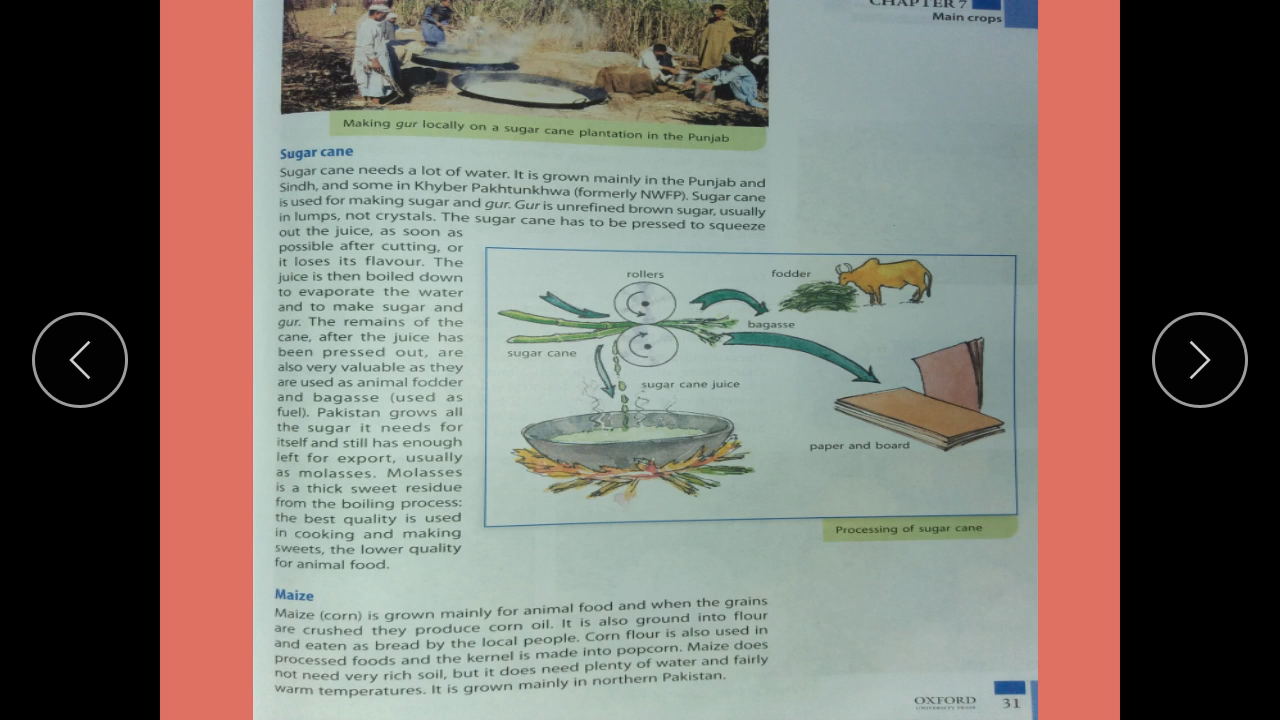 CHAPTER 7
Main crops
Making gur locally on a sugar cane plantation in the Punjab
Sugar cane
Sugar cane needs a lot of water. It is grown mainly in the Punjab and
Sindh, and some in Khyber Pakhtunkhwa (formerly NWFP). Sugar cane
is used for making sugar and gur. Gur is unrefined brown sugar, usually
in lumps, not crystals. The sugar cane has to be pressed to squeeze
out the juice, as soon as
possible after cutting, or
it loses its flavour. The
juice is then boiled down
to evaporate the water
and to make sugar and
gur. The remains of the
cane, after the juice has
been pressed out, are
also very valuable as they
are used as animal fodder
and bagasse (used as
fuel). Pakistan grows all
the sugar it needs for
itself and still has enough
left for export, usually
as molasses. Molasses
is a thick sweet residue
from the boiling process:
the best quality is used
in cooking and making
sweets, the lower quality
for animal food.
rollers
fodder
bagasse
sugar cane
sugar cane juice
paper and board
Processing of sugar cane
Maize
Maize (corn) is grown mainly for animal food and when the grains
are crushed they produce corn oil. It is also ground into flour
and eaten as bread by the local people. Corn flour is also used in
processed foods and the kernel is made into popcorn. Maize does
not need very rich soil, but it does need plenty of water and fairly
warm temperatures. It is grown mainly in northern Pakistan.
OXFORD
UNIVERSITY PRESS
31